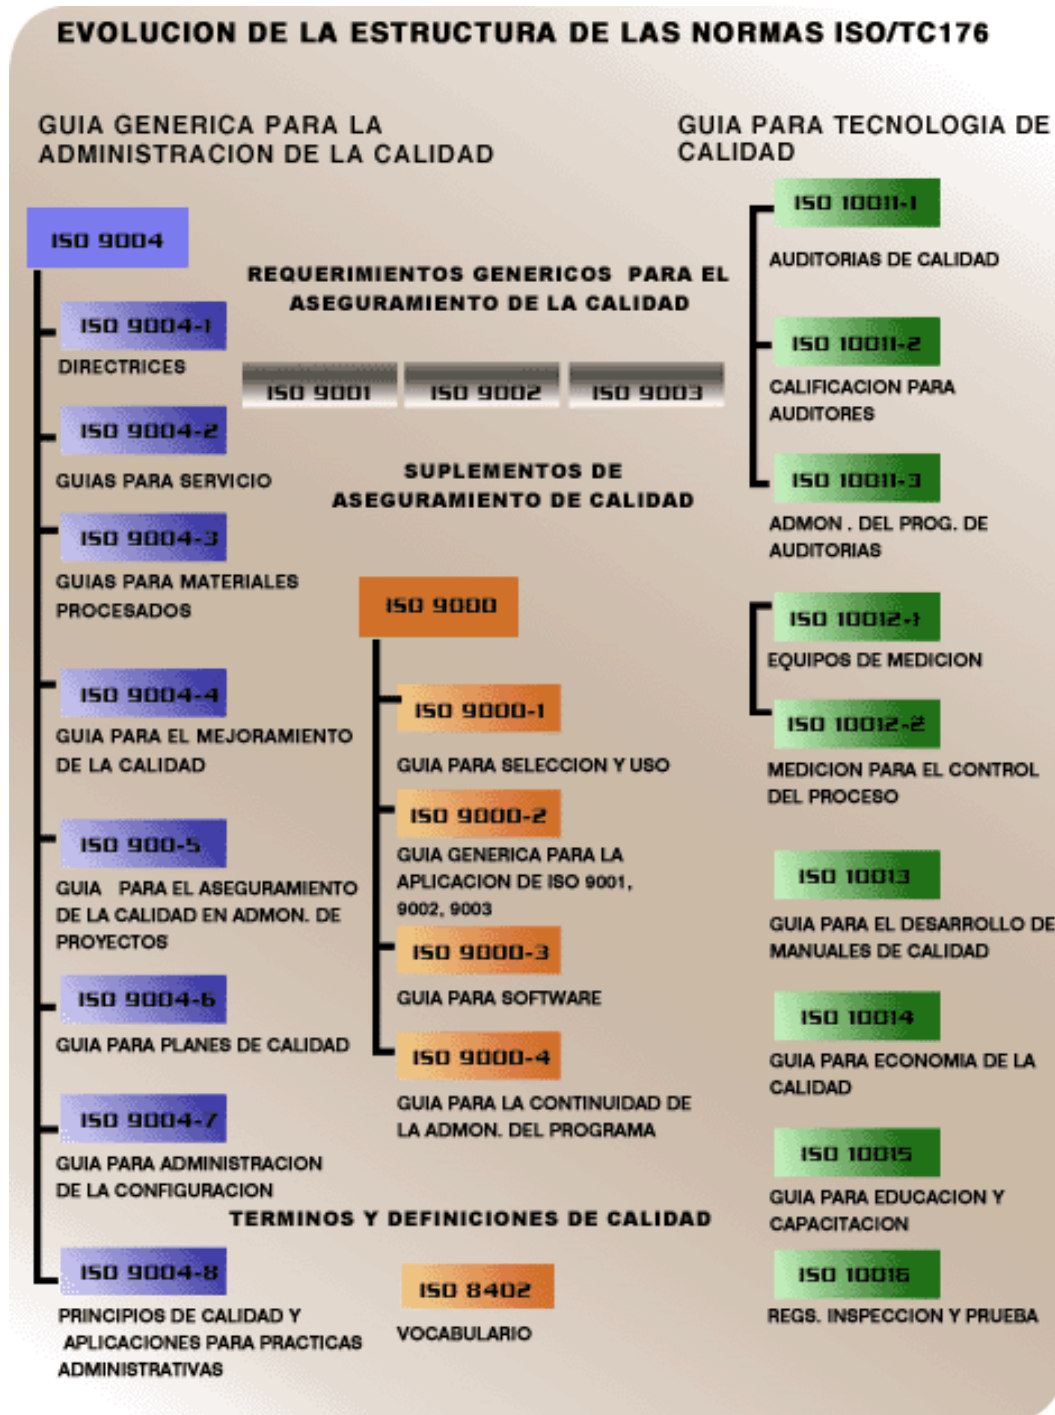 EVOLUCION DE LA ESTRUCTURA DE LAS NORMAS ISO/TC176
GUIA GENERICA PARA LA
ADMINISTRACION DE LA CALIDAD
ISO 9004
ISO 9004-1
DIRECTRICES
ISO 9004-2
GUIAS PARA SERVICIO
ISO 9004-3
GUIAS PARA MATERIALES
PROCESADOS
ISO 9004-4
GUIA PARA EL MEJORAMIENTO
DE LA CALIDAD
ISO 900-5
GUIA PARA EL ASEGURAMIENTO
DE LA CALIDAD EN ADMON. DE
PROYECTOS
ISO 9004-6
GUIA PARA PLANES DE CALIDAD
ISO 9004-7
GUIA PARA ADMINISTRACION
DE LA CONFIGURACION
ISO 9004-8
PRINCIPIOS DE CALIDAD Y
APLICACIONES PARA PRACTICAS
ADMINISTRATIVAS
REQUERIMIENTOS GENERICOS PARA EL
ASEGURAMIENTO DE LA CALIDAD
ISO 9001
ISO 9002
ISO 9003
SUPLEMENTOS DE
ASEGURAMIENTO DE CALIDAD
ISO 9000
ISO 9000-1
GUIA PARA SELECCION Y USO
ISO 9000-2
GUIA GENERICA PARA LA
APLICACION DE ISO 9001,
9002, 9003
ISO 9000-3
GUIA PARA SOFTWARE
ISO 9000-4
GUIA PARA LA CONTINUIDAD DE
LA ADMON. DEL PROGRAMA
TERMINOS Y DEFINICIONES DE CALIDAD
ISO 8402
VOCABULARIO
GUIA PARA TECNOLOGIA DE
CALIDAD
ISO 10011-1
AUDITORIAS DE CALIDAD
ISO 10011-2
CALIFICACION PARA
AUDITORES
ISO 10011-3
ADMON . DEL PROG. DE
AUDITORIAS
ISO 10012-1
EQUIPOS DE MEDICION
ISO 10012-2
MEDICION PARA EL CONTROL
DEL PROCESO
ISO 10013
GUIA PARA EL DESARROLLO DE
MANUALES DE CALIDAD
ISO 10014
GUIA PARA ECONOMIA DE LA
CALIDAD
ISO 10015
GUIA PARA EDUCACION Y
CAPACITACION
ISO 10016
REGS. INSPECCION Y PRUEBA